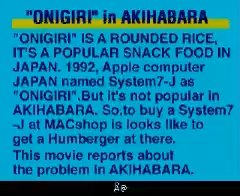 "ONIGIRI" in AKIHABARA
"ONIGIRI" IS A ROUNDED RICE,
IT'S A POPULAR SNACK FOOD IN
JAPAN. 1992, Apple computer
JAPAN named System7-J as
"ONIGIRI".But it's not popular in
AKIHABARA. So,to buy a System7
-J at MACshop is looks like to
get a Humberger at there.
This movie reports about
the problem in AKIHABARA.